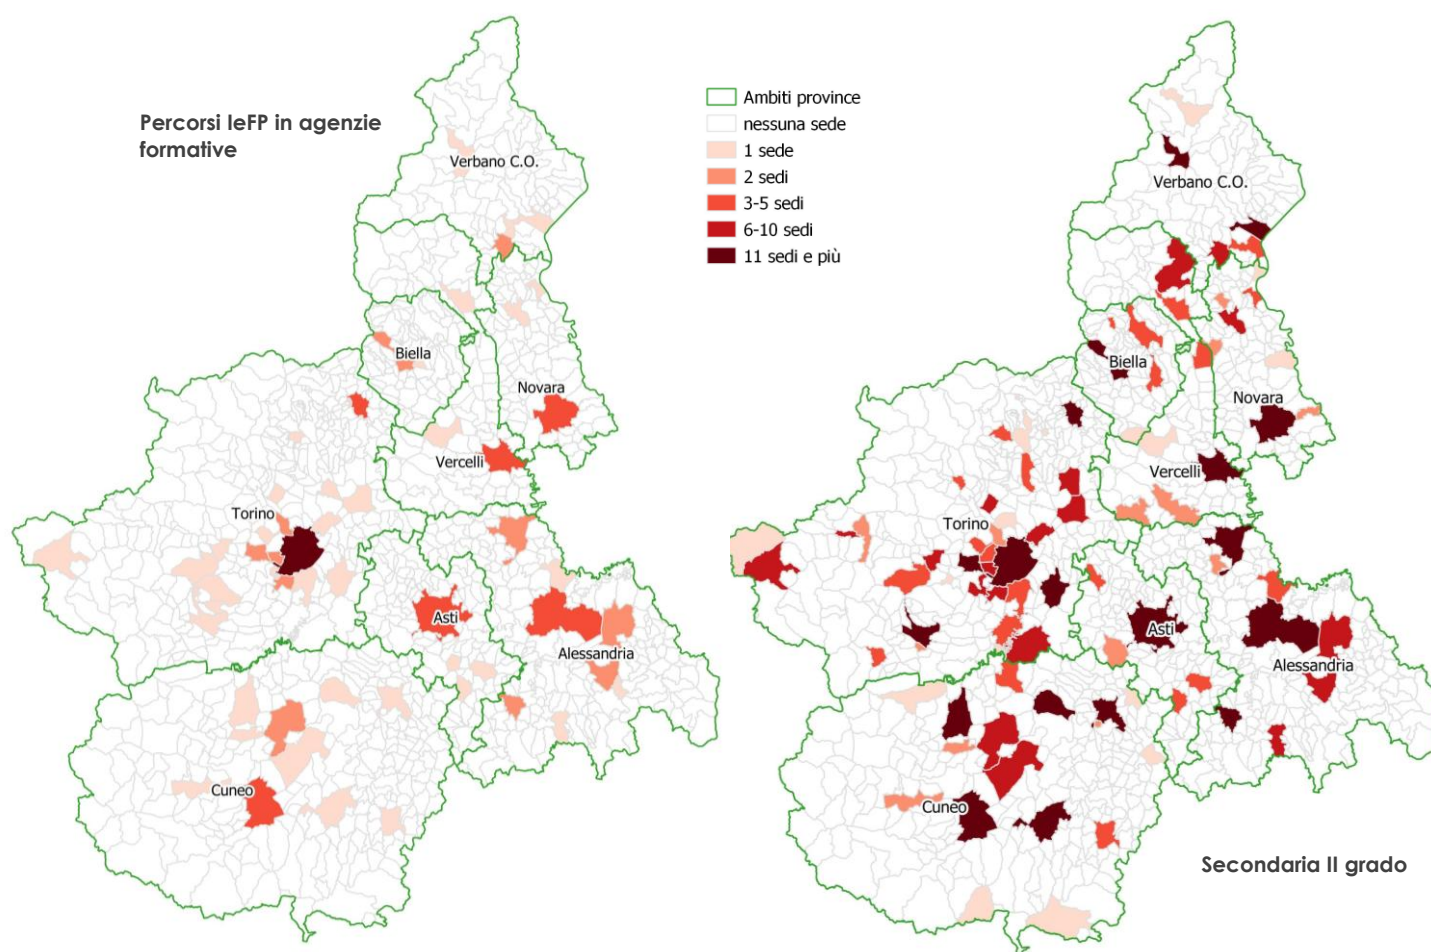 Percorsi IeFP in agenzie
formative
Verbano C.O.
Biella
Novara
Vercelli
Torino
Asti
Alessandria
Cuneo
Ambiti province
nessuna sede
1 sede
2 sedi
3-5 sedi
6-10 sedi
11 sedi e più
Verbano C.O.
Biella
Novara
Vercelli
Torino
Asti
Alessandria
Cuneo
Secondaria II grado